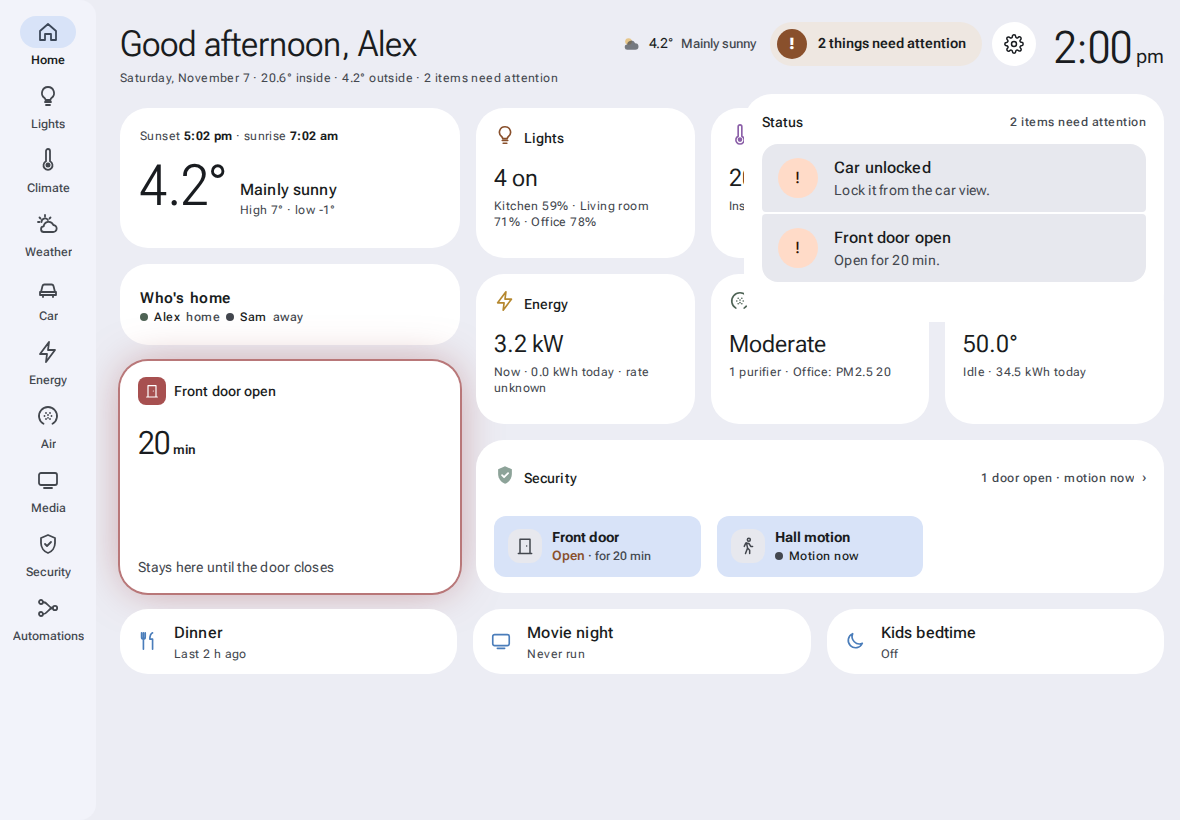 Home
Lights
Climate
Weather
Car
Energy
Air
Media
Security
Automations
Good afternoon, Alex
Saturday, November 7 · 20.6° inside · 4.2° outside · 2 items need attention
4.2° Mainly sunny
! 2 things need attention
2:00 pm
Sunset 5:02 pm · sunrise 7:02 am
4.2°
Mainly sunny
High 7° · low -1°
Who's home
Alex home Sam away
Front door open
20 min
Stays here until the door closes
Lights
4 on
Kitchen 59% · Living room
71% · Office 78%
Status
2 items need attention
! Car unlocked
Lock it from the car view.
! Front door open
Open for 20 min.
Energy
3.2 kW
Now · 0.0 kWh today · rate
unknown
Moderate
1 purifier · Office: PM2.5 20
50.0°
Idle · 34.5 kWh today
Security
1 door open · motion now ›
Front door
Open · for 20 min
Hall motion
Motion now
Dinner
Last 2 h ago
Movie night
Never run
Kids bedtime
Off